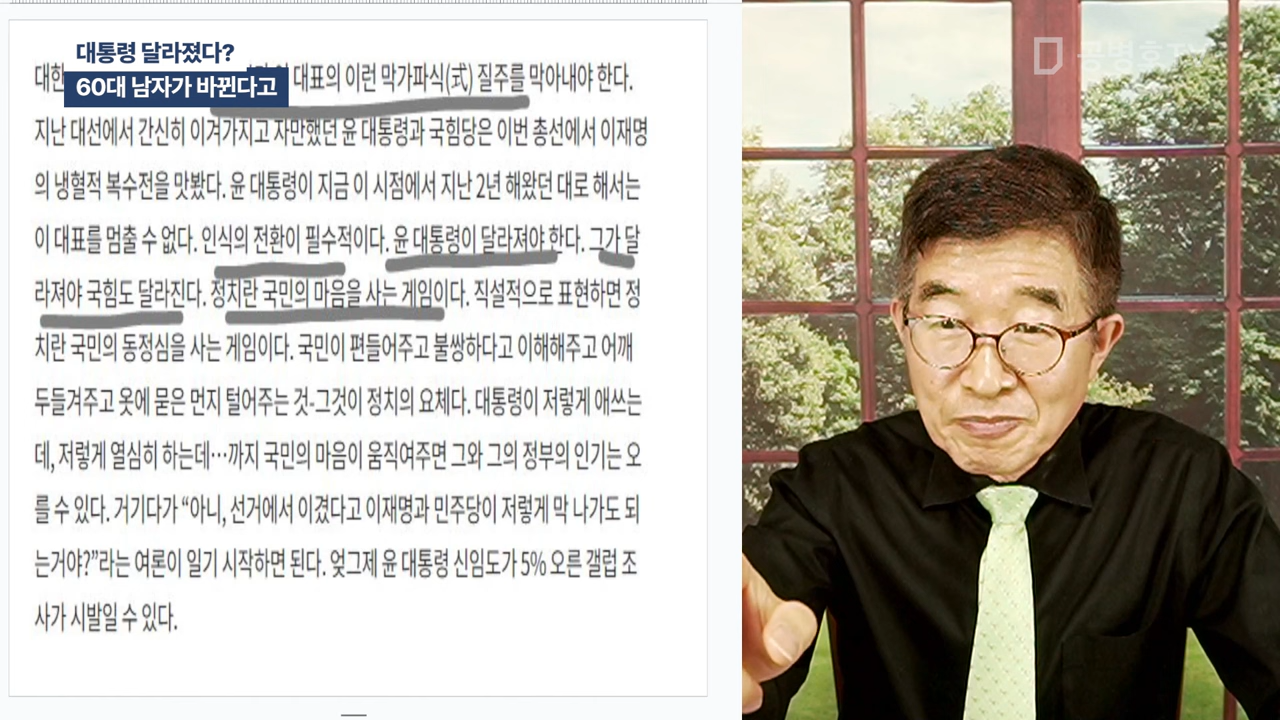 대통령 달라졌다?
60대 남자가 바뀐다고
대한 대표의 이런 막가파식(式) 질주를 막아내야 한다.
지난 대선에서 간신히 이겨가지고 자만했던 윤 대통령과 국힘당은 이번 총선에서 이재명
의 냉혈적 복수전을 맛봤다. 윤 대통령이 지금 이 시점에서 지난 2년 해왔던 대로 해서는
이 대표를 멈출 수 없다. 인식의 전환이 필수적이다. 윤 대통령이 달라져야 한다. 그가 달
라져야 국힘도 달라진다. 정치란 국민의 마음을 사는 게임이다. 직설적으로 표현하면 정
치란 국민의 동정심을 사는 게임이다. 국민이 편들어주고 불쌍하다고 이해해주고 어깨
두들겨주고 옷에 묻은 먼지 털어주는 것-그것이 정치의 요체다. 대통령이 저렇게 애쓰는
데, 저렇게 열심히 하는데…까지 국민의 마음이 움직여주면 그와 그의 정부의 인기는 오
를 수 있다. 거기다가 “아니, 선거에서 이겼다고 이재명과 민주당이 저렇게 막 나가도 되
는거야?”라는 여론이 일기 시작하면 된다. 엊그제 윤 대통령 신임도가 5% 오른 갤럽 조
사가 시발일 수 있다.
공병호TV